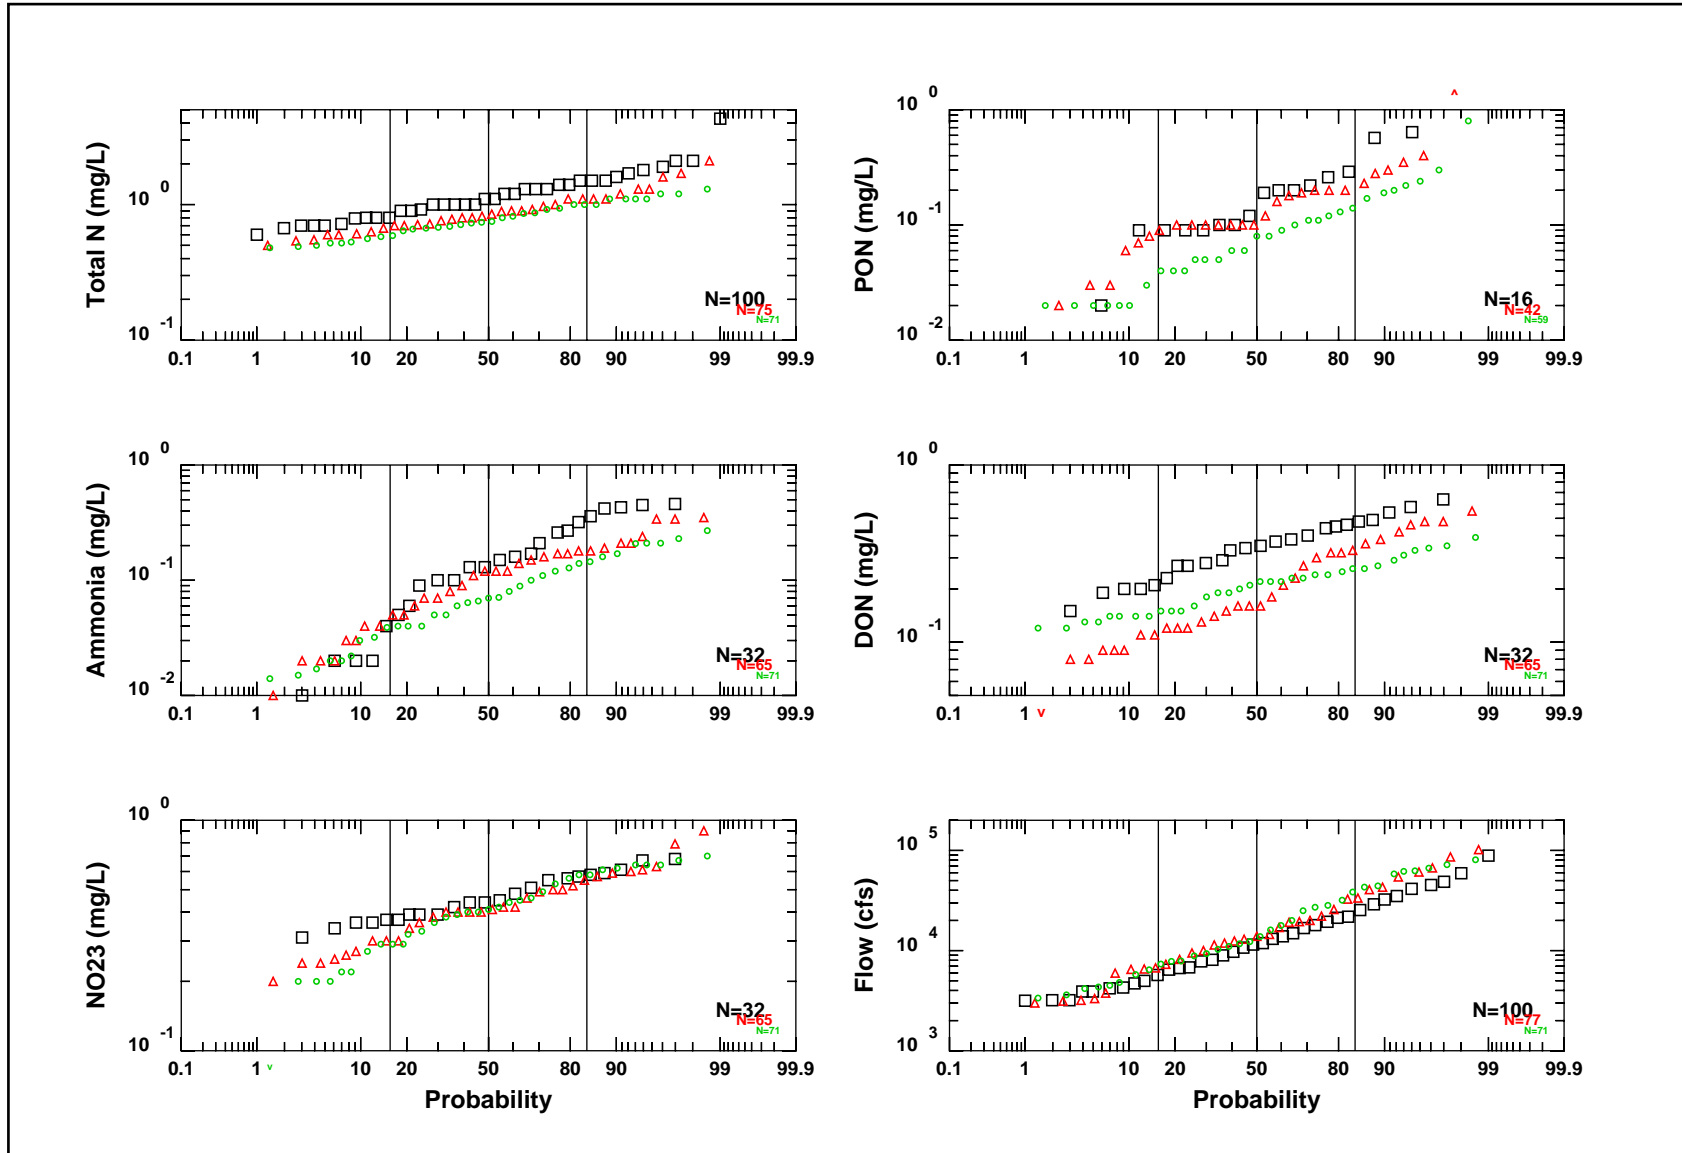 Total N (mg/L)
10 0
10 -1
N=100
N=75
N=71
0.1 1 10 20 50 80 90 99 99.9
PON (mg/L)
10 0
10 -1
10 -2
N=16
N=42
N=59
0.1 1 10 20 50 80 90 99 99.9
Ammonia (mg/L)
10 0
10 -1
10 -2
N=32
N=65
N=71
0.1 1 10 20 50 80 90 99 99.9
DON (mg/L)
10 0
10 -1
N=32
N=65
N=71
0.1 1 10 20 50 80 90 99 99.9
NO23 (mg/L)
10 0
10 -1
N=32
N=65
N=71
0.1 1 10 20 50 80 90 99 99.9
Probability
Flow (cfs)
10 5
10 4
10 3
N=100
N=77
N=71
0.1 1 10 20 50 80 90 99 99.9
Probability